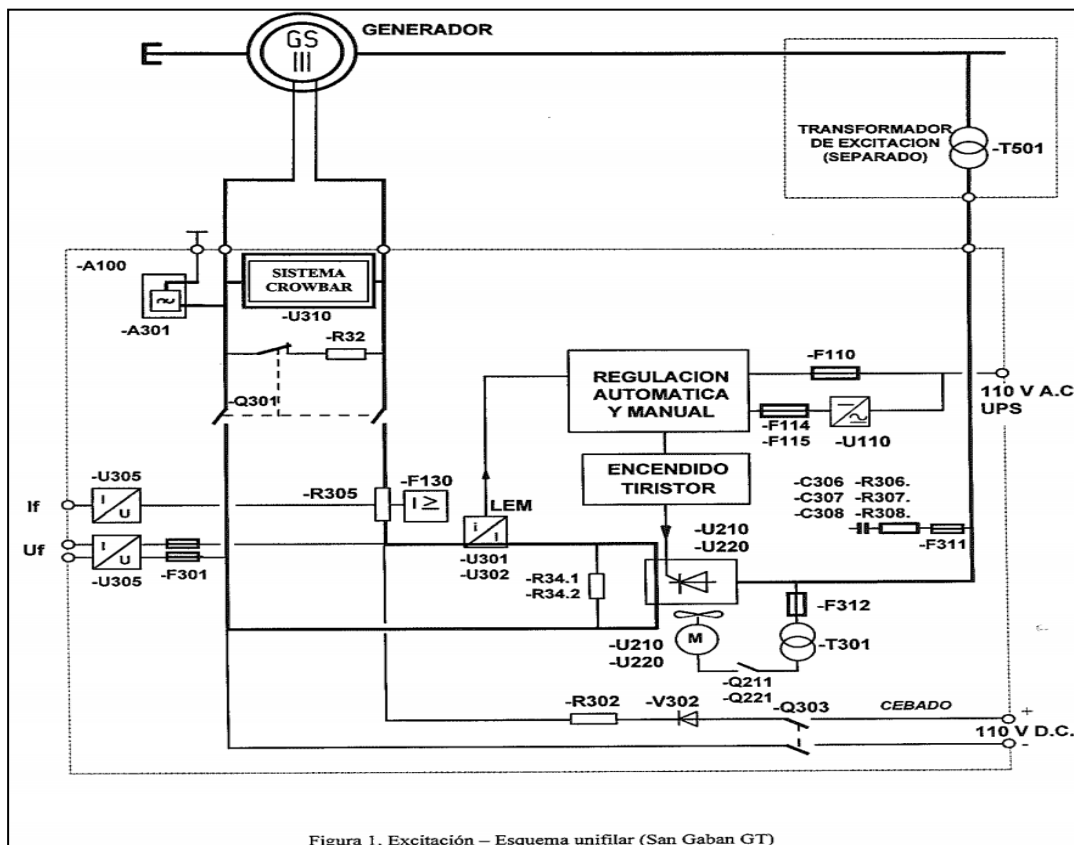 GENERADOR
GS
TRANSFORMADOR
DE EXCITACION
(SEPARADO)
-T501
-A100
SISTEMA
CROWBAR
-U310
-A301
-R32
-Q301
REGULACION
AUTOMATICA
Y MANUAL
-F110
110 V A.C
UPS
-F114
-F115
-U110
ENCENDIDO
TIRISTOR
-U305
If
I
U
-R305
-F130
I ≥
LEM
i
I
-U301
-U302
-C306 -R306.
-C307 -R307.
-C308 -R308.
-F311
-U210
-U220
Uf
I
U
-U305
-F301
-R34.1
-R34.2
-F312
-T301
M
-U210
-U220
-Q211
-Q221
-R302
-V302
-Q303
CEBADO
+
110 V D.C.
-
Figura 1. Excitación – Esquema unifilar (San Gaban GT)